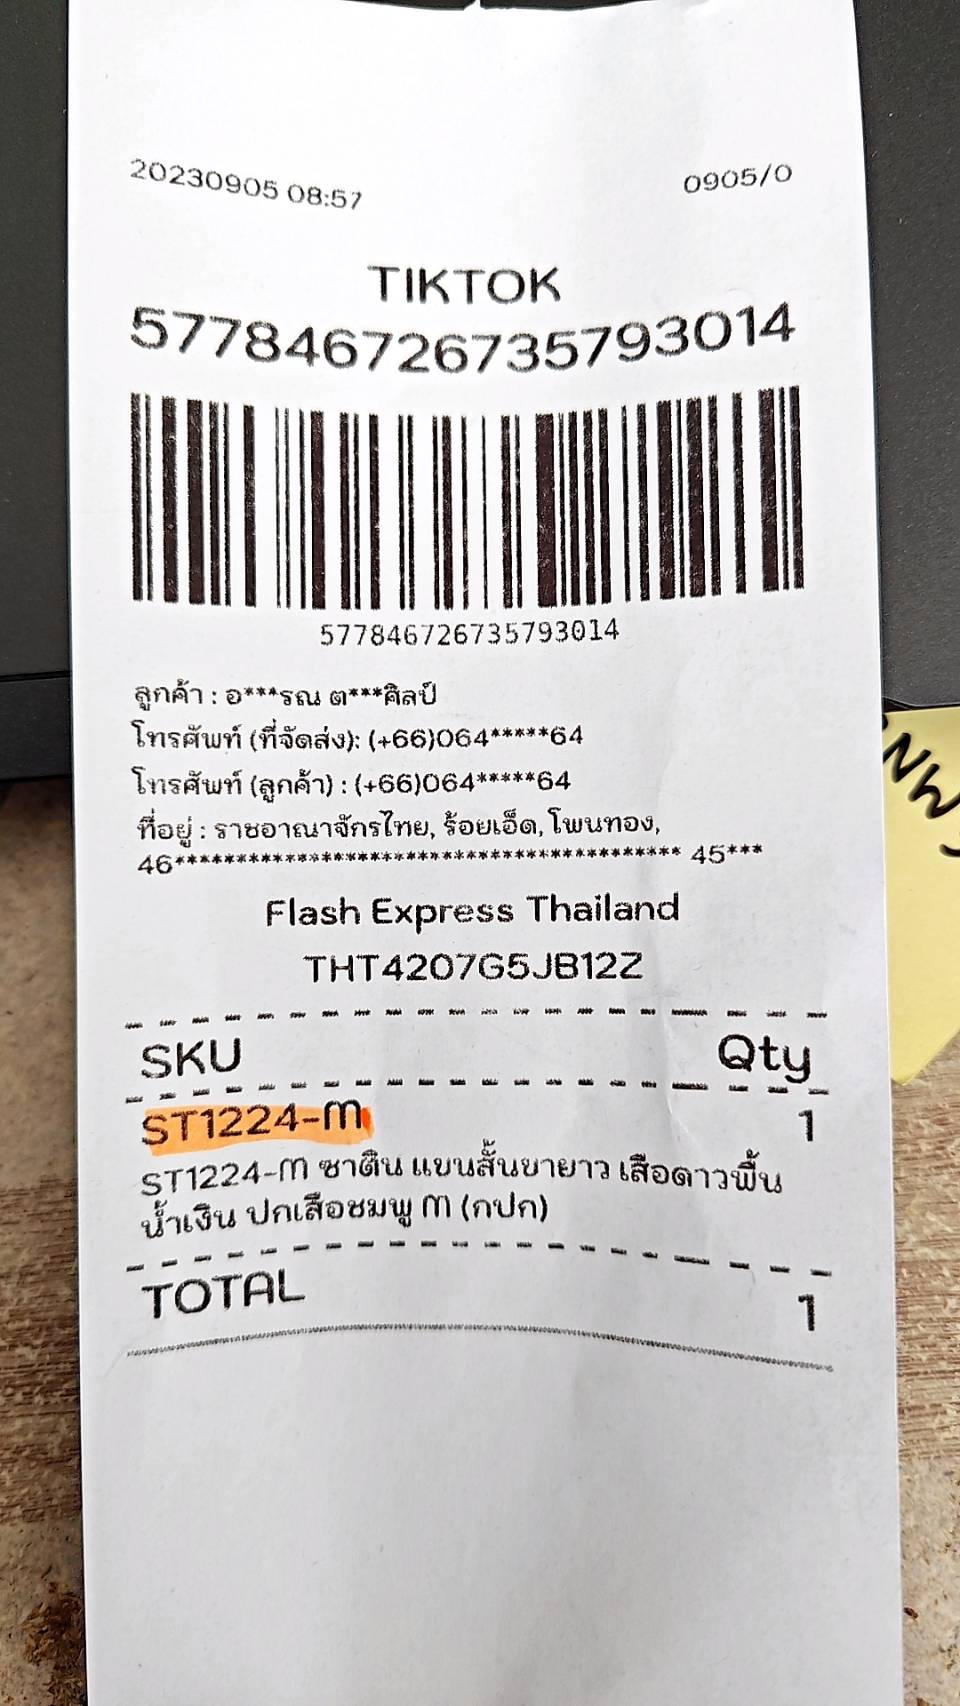 20230905 08:57
0905/0
TIKTOK
577846726735793014
577846726735793014
ลูกค้า : อ***รณ ต***ศิลป์
โทรศัพท์ (ที่จัดส่ง): (+66)064*****64
โทรศัพท์ (ลูกค้า) : (+66)064*****64
ที่อยู่ : ราชอาณาจักรไทย, ร้อยเอ็ด, โพนทอง,
46***************************************** 45***
Flash Express Thailand
THT4207G5JB12Z
SKU Qty
ST1224-M 1
ST1224-M ซาติน แขนสั้นขายาว เสือดาวพื้น
น้ำเงิน ปกเสือชมพู M (กปก)
TOTAL 1